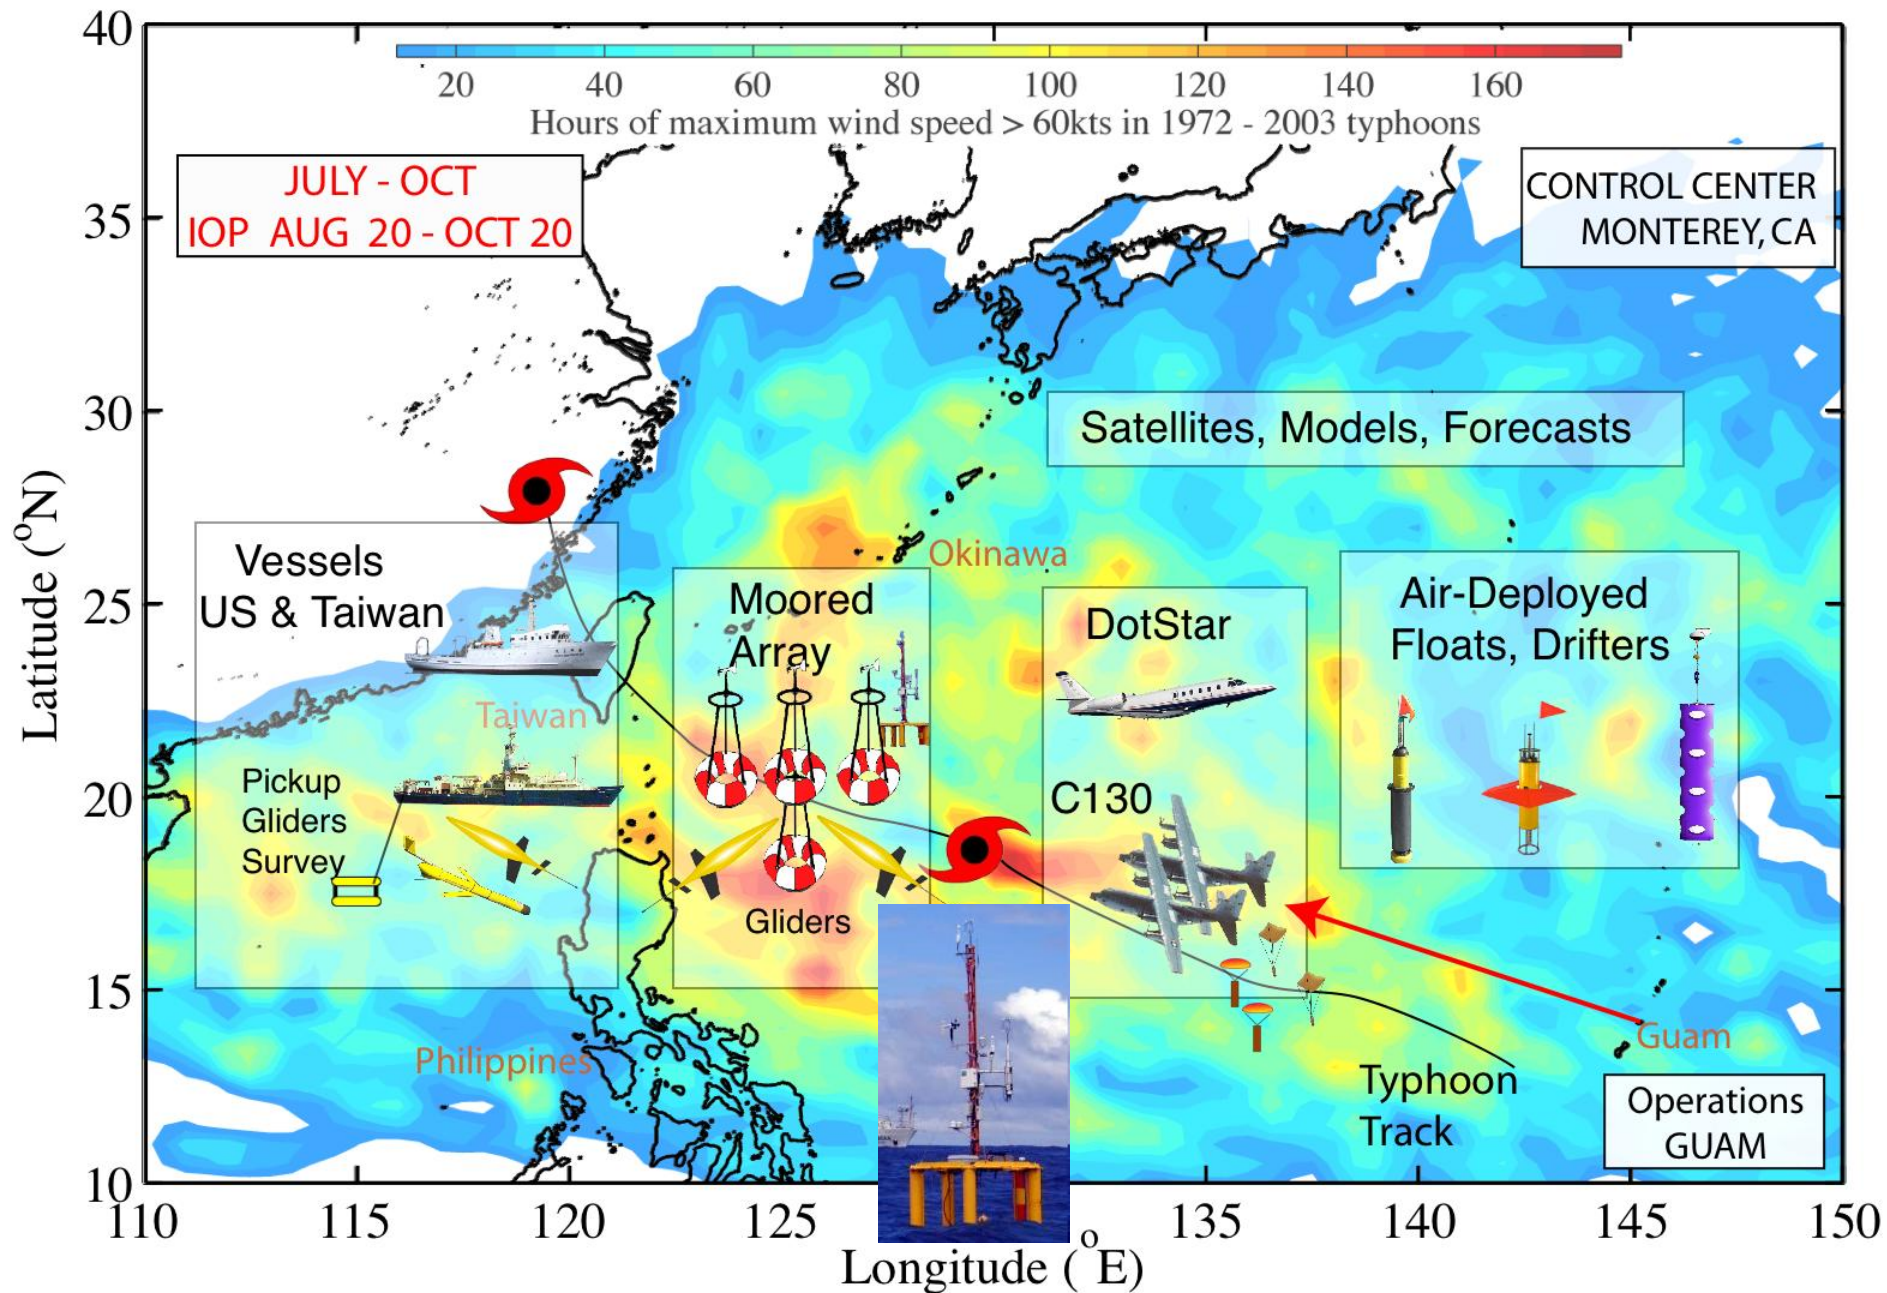 40
20 40 60 80 100 120 140 160
Hours of maximum wind speed > 60kts in 1972 - 2003 typhoons
JULY - OCT
IOP AUG 20 - OCT 20
CONTROL CENTER
MONTEREY, CA
35
30
Satellites, Models, Forecasts
Latitude (°N)
Vessels
US & Taiwan
Okinawa
Moored
Array
DotStar
Air-Deployed
Floats, Drifters
25
Taiwan
Pickup
Gliders
Survey
C130
20
Gliders
15
Philippines
Guam
Typhoon
Track
Operations
GUAM
10
110 115 120 125 135 140 145 150
Longitude (°E)